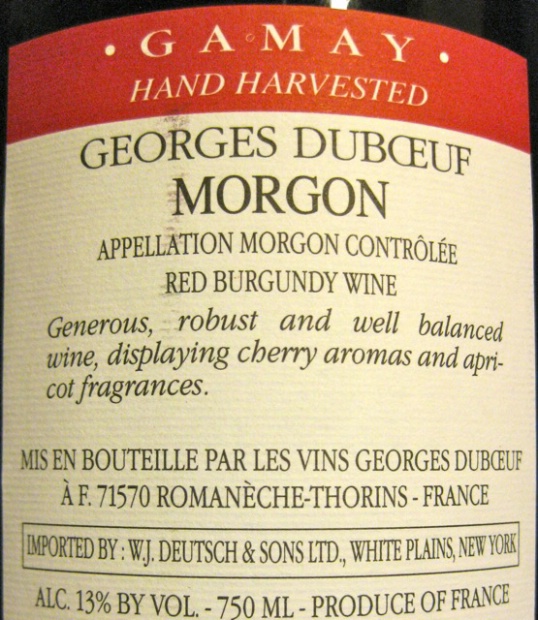 • GAMAY •
HAND HARVESTED
GEORGES DUBŒUF
MORGON
APPELLATION MORGON CONTRÔLÉE
RED BURGUNDY WINE
Generous, robust and well balanced
wine, displaying cherry aromas and apri-
cot fragrances.
MIS EN BOUTEILLE PAR LES VINS GEORGES DUBŒUF
À F. 71570 ROMANÈCHE-THORINS - FRANCE
IMPORTED BY : W.J. DEUTSCH & SONS LTD., WHITE PLAINS, NEW YORK
ALC. 13% BY VOL. - 750 ML - PRODUCE OF FRANCE